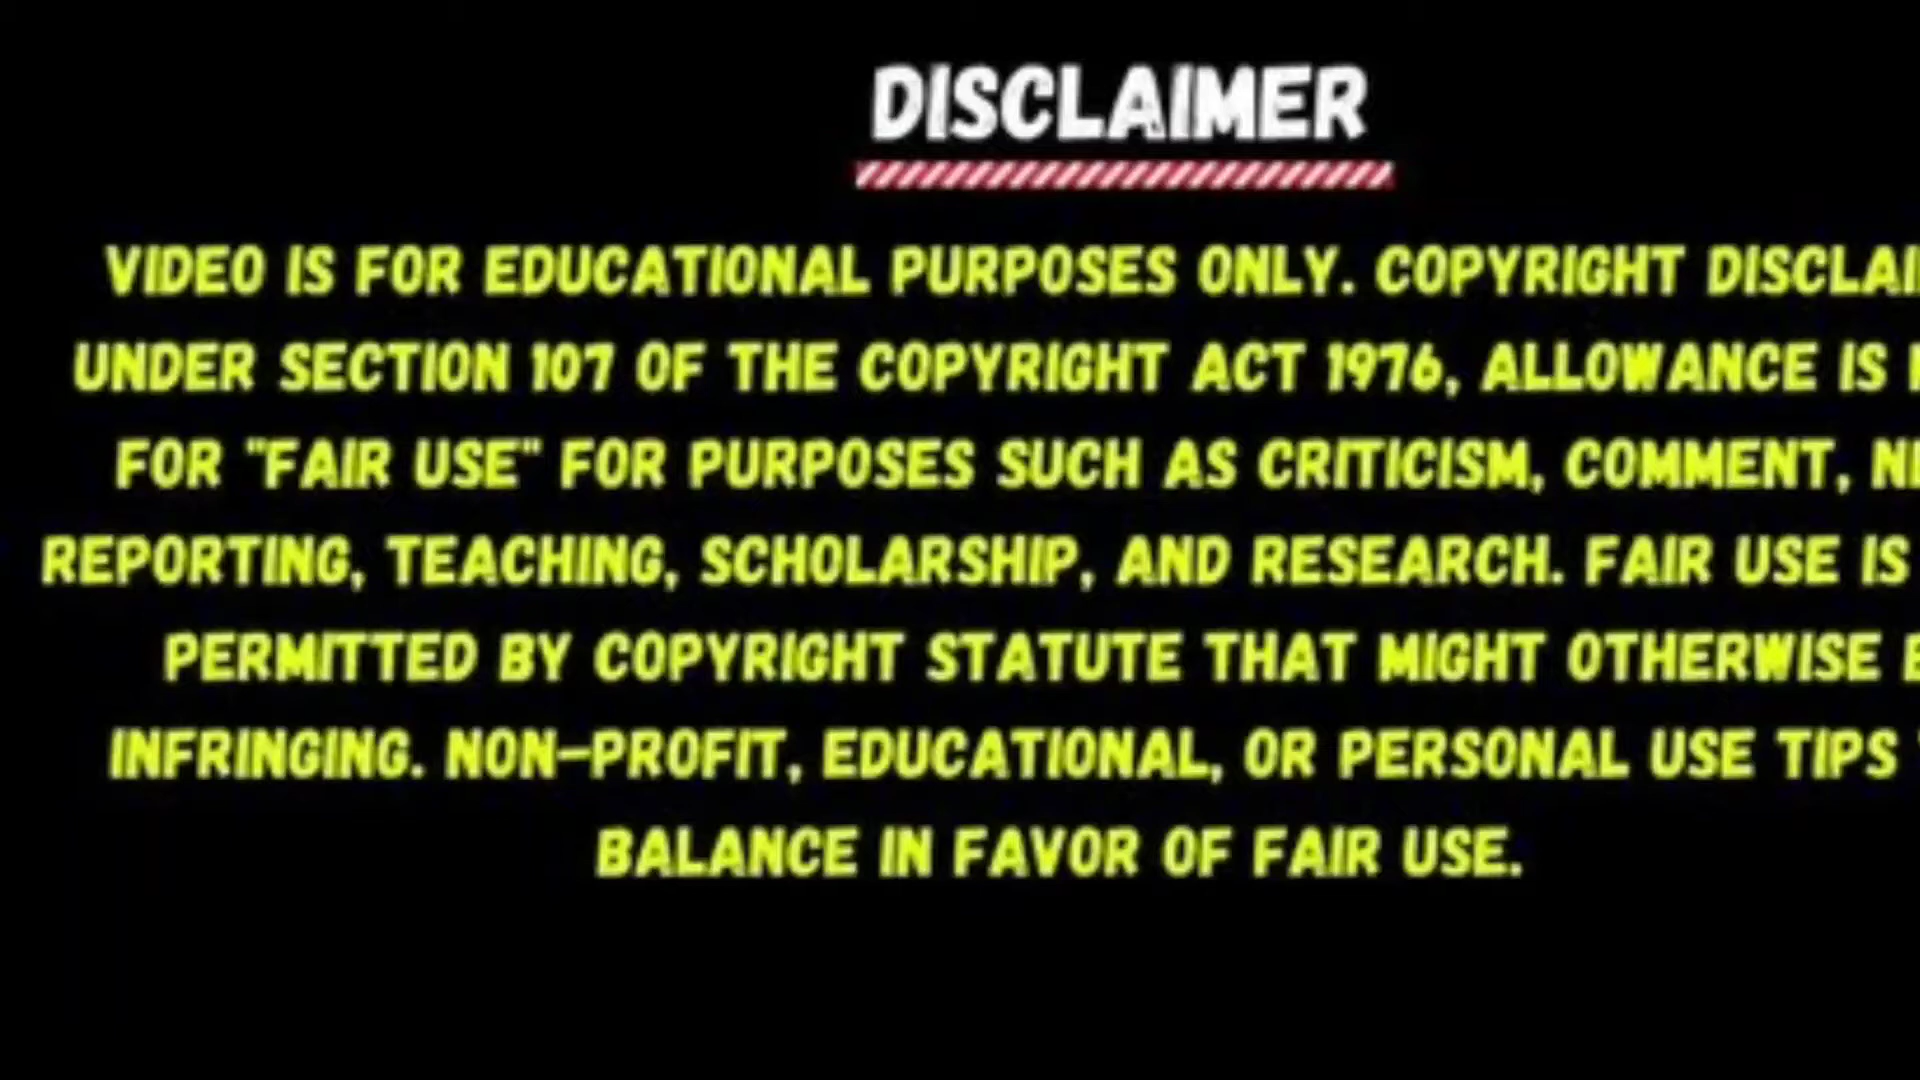 DISCLAIMER
VIDEO IS FOR EDUCATIONAL PURPOSES ONLY. COPYRIGHT DISCLAI
UNDER SECTION 107 OF THE COPYRIGHT ACT 1976, ALLOWANCE IS
FOR "FAIR USE" FOR PURPOSES SUCH AS CRITICISM, COMMENT, NE
REPORTING, TEACHING, SCHOLARSHIP, AND RESEARCH. FAIR USE IS
PERMITTED BY COPYRIGHT STATUTE THAT MIGHT OTHERWISE B
INFRINGING. NON-PROFIT, EDUCATIONAL, OR PERSONAL USE TIPS
BALANCE IN FAVOR OF FAIR USE.